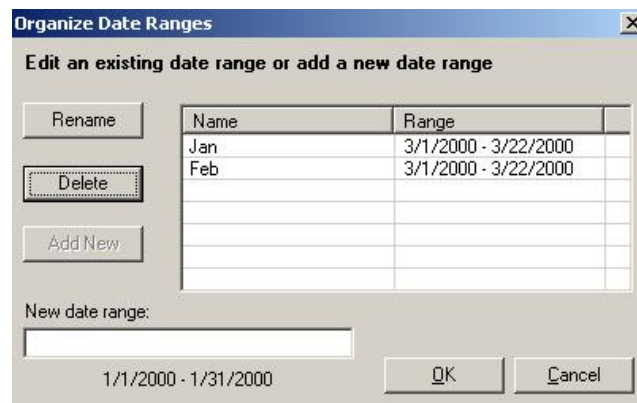 Organize Date Ranges
Edit an existing date range or add a new date range
Rename
Name Range
Jan 3/1/2000 - 3/22/2000
Feb 3/1/2000 - 3/22/2000
Delete
Add New
New date range:
1/1/2000 - 1/31/2000
OK Cancel